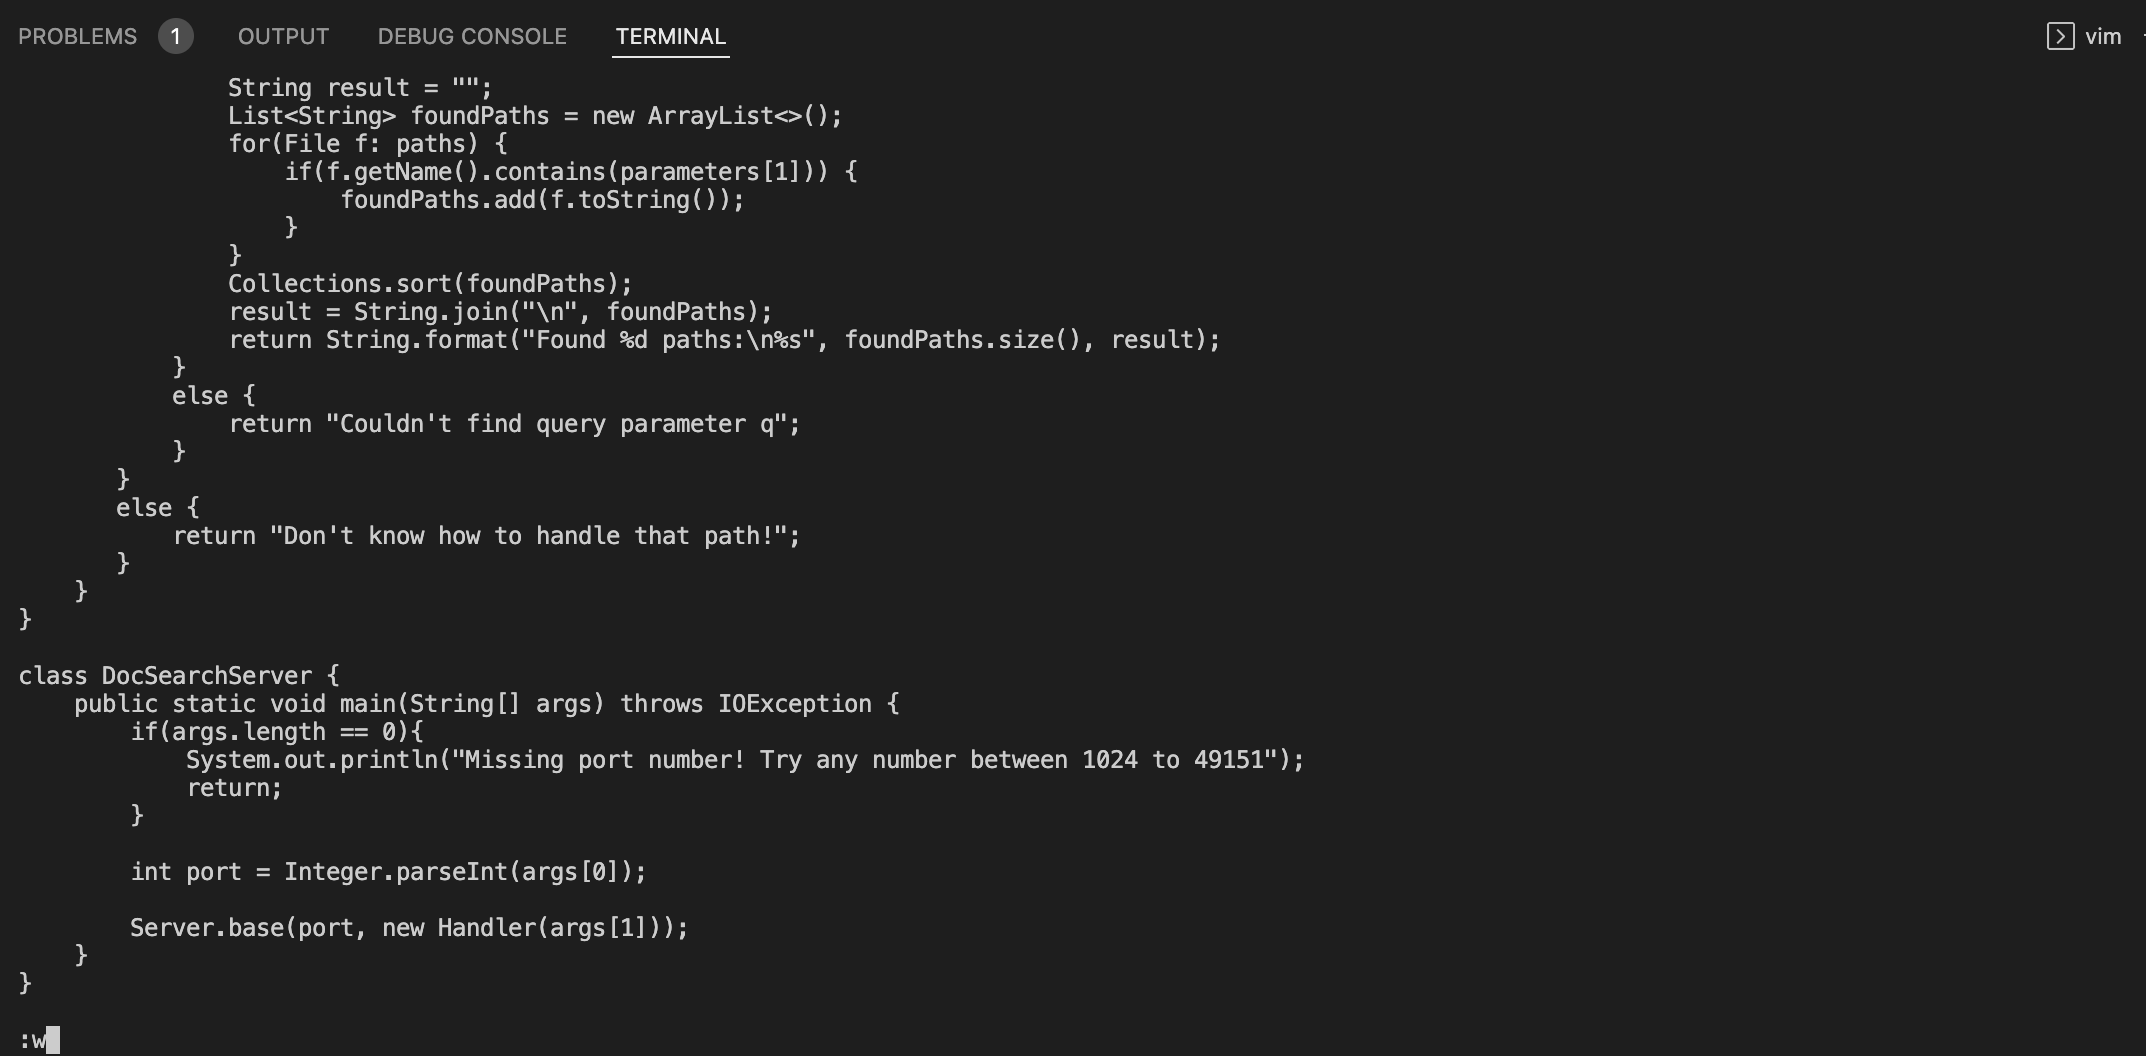 PROBLEMS 1 OUTPUT DEBUG CONSOLE TERMINAL vim
String result = "";
List<String> foundPaths = new ArrayList<>();
for(File f: paths) {
if(f.getName().contains(parameters[1])) {
foundPaths.add(f.toString());
}
}
Collections.sort(foundPaths);
result = String.join("\n", foundPaths);
return String.format("Found %d paths:\n%s", foundPaths.size(), result);
}
else {
return "Couldn't find query parameter q";
}
}
else {
return "Don't know how to handle that path!";
}
}
}
class DocSearchServer {
public static void main(String[] args) throws IOException {
if(args.length == 0){
System.out.println("Missing port number! Try any number between 1024 to 49151");
return;
}
int port = Integer.parseInt(args[0]);
Server.base(port, new Handler(args[1]));
}
}
:w